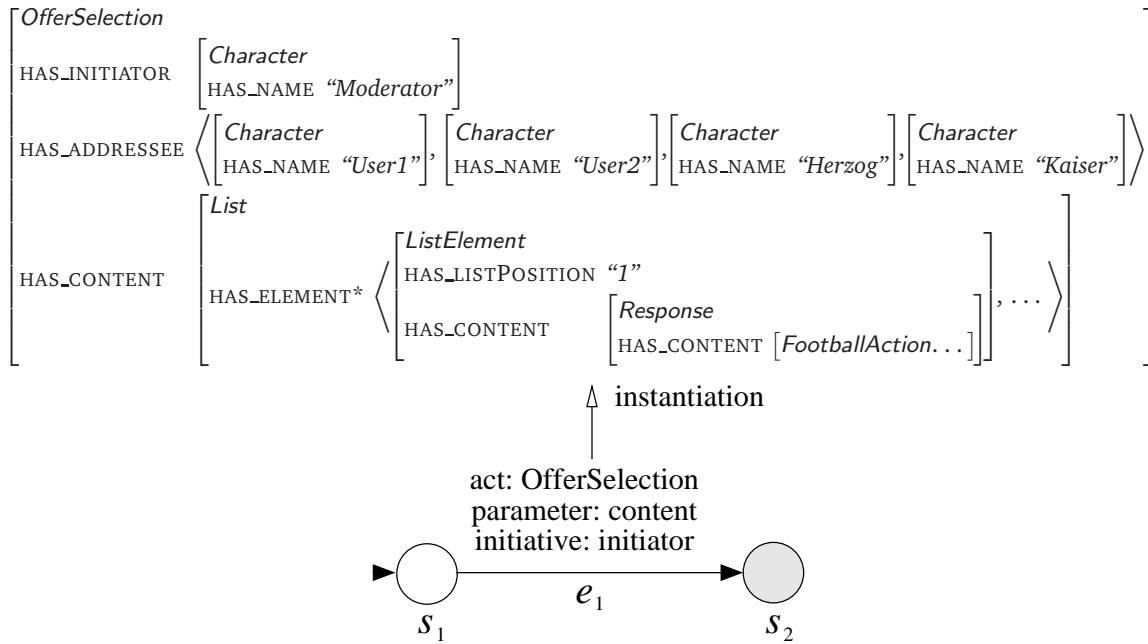 OfferSelection
HAS_INITIATOR
Character
HAS_NAME “Moderator”
HAS_ADDRESSEE
Character
HAS_NAME “User1”
,
Character
HAS_NAME “User2”
,
Character
HAS_NAME “Herzog”
,
Character
HAS_NAME “Kaiser”
HAS_CONTENT
List
HAS_ELEMENT*
ListElement
HAS_LISTPOSITION “1”
HAS_CONTENT
Response
HAS_CONTENT [FootballAction...]
, ...
instantiation
act: OfferSelection
parameter: content
initiative: initiator
e1
s1
s2